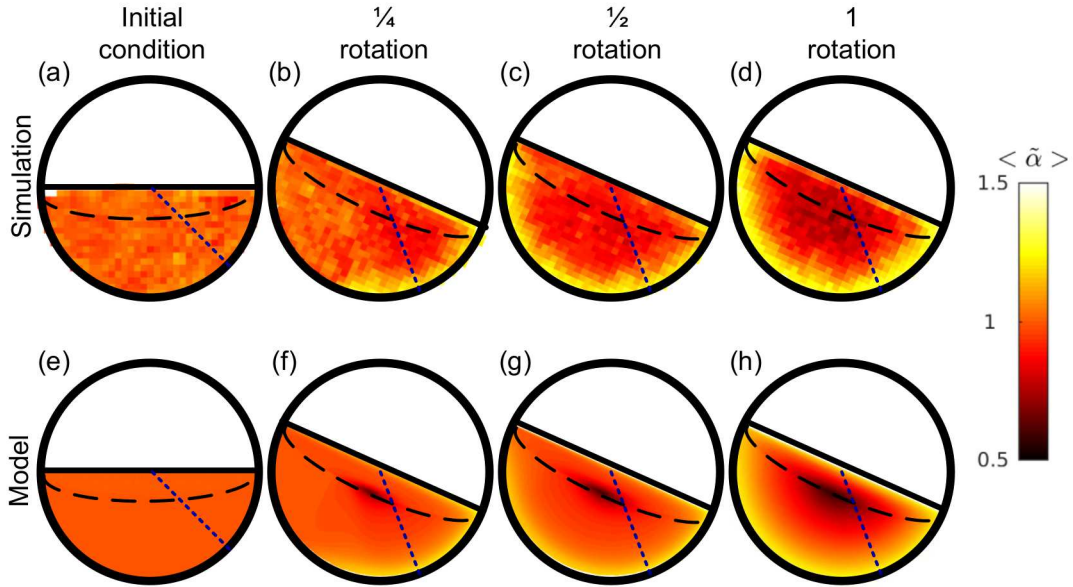 Initial
condition
¼
rotation
½
rotation
1
rotation
(a)
(b)
(c)
(d)
Simulation
< α̃ >
1.5
1
0.5
(e)
(f)
(g)
(h)
Model